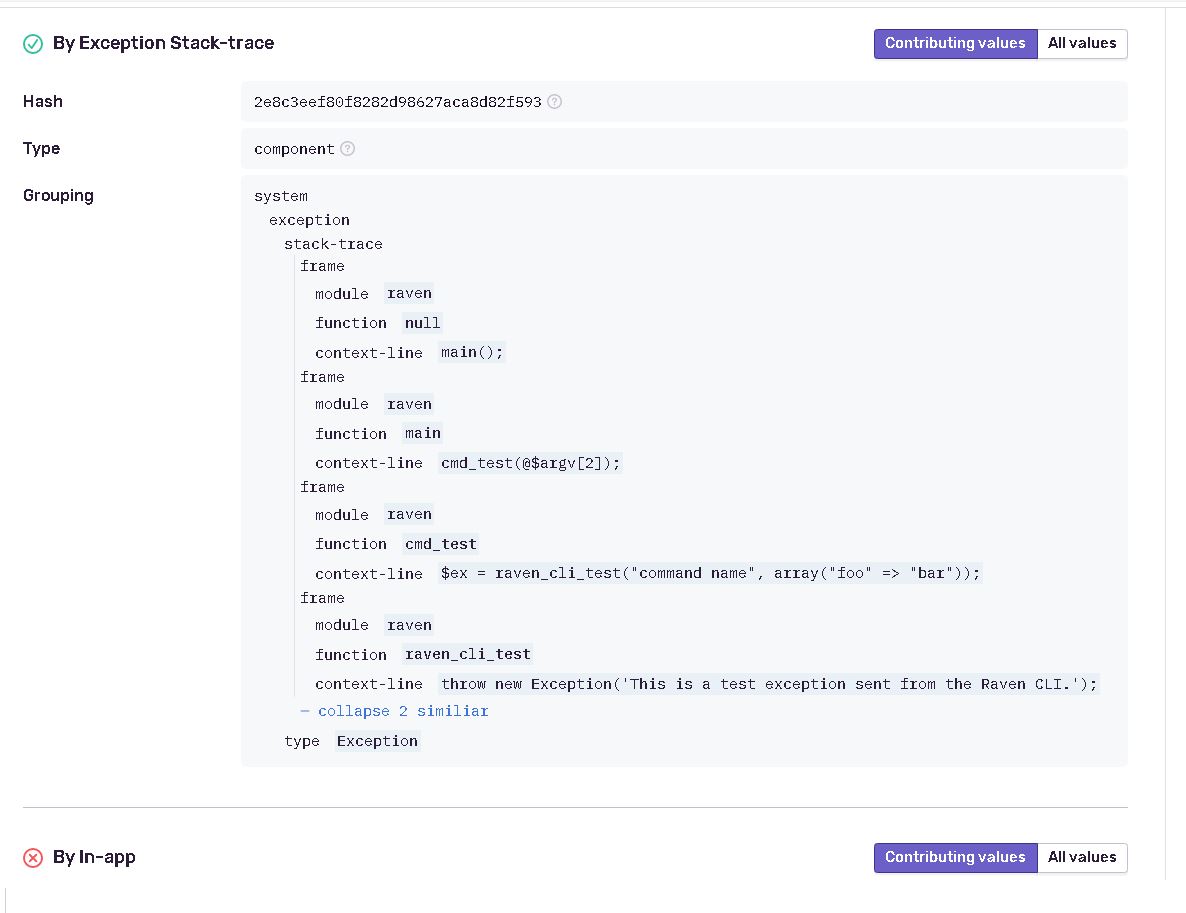 By Exception Stack-trace Contributing values All values
Hash 2e8c3eef80f8282d98627aca8d82f593 ?
Type component ?
Grouping system
exception
stack-trace
frame
module raven
function null
context-line main();
frame
module raven
function main
context-line cmd_test(@$argv[2]);
frame
module raven
function cmd_test
context-line $ex = raven_cli_test("command name", array("foo" => "bar"));
frame
module raven
function raven_cli_test
context-line throw new Exception('This is a test exception sent from the Raven CLI.');
— collapse 2 similiar
type Exception
By In-app Contributing values All values